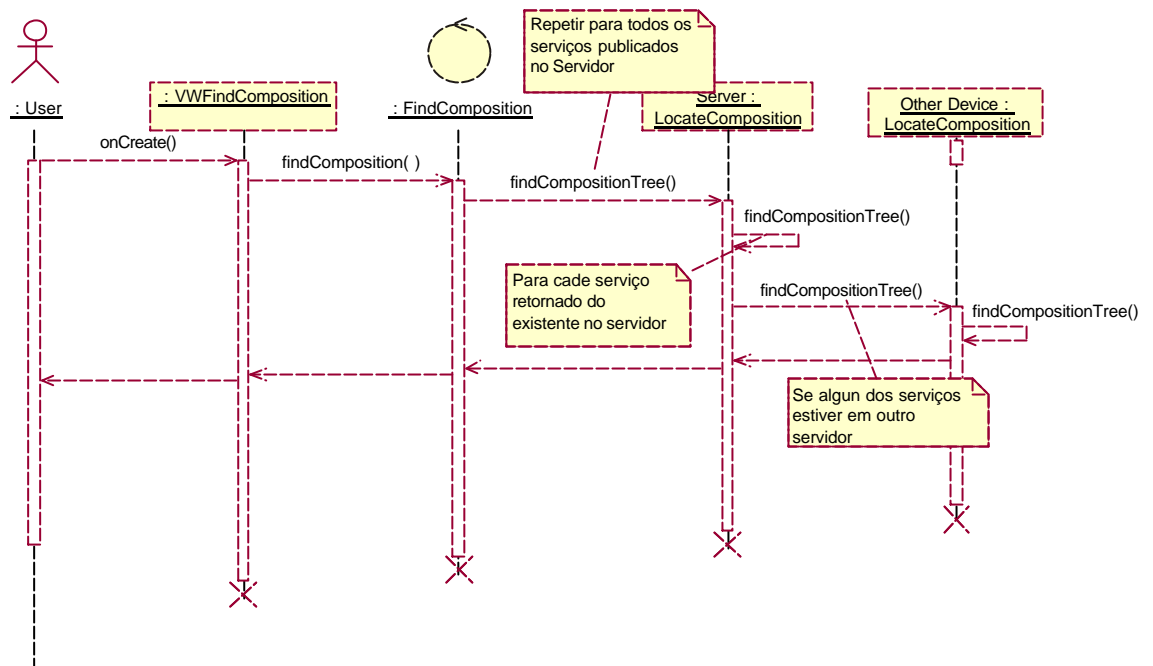 Repetir para todos os
serviços publicados
no Servidor
: User
: VWFindComposition
: FindComposition
Server :
LocateComposition
Other Device :
LocateComposition
onCreate()
findComposition( )
findCompositionTree()
findCompositionTree()
Para cade serviço
retornado do
existente no servidor
findCompositionTree()
findCompositionTree()
Se algun dos serviços
estiver em outro
servidor